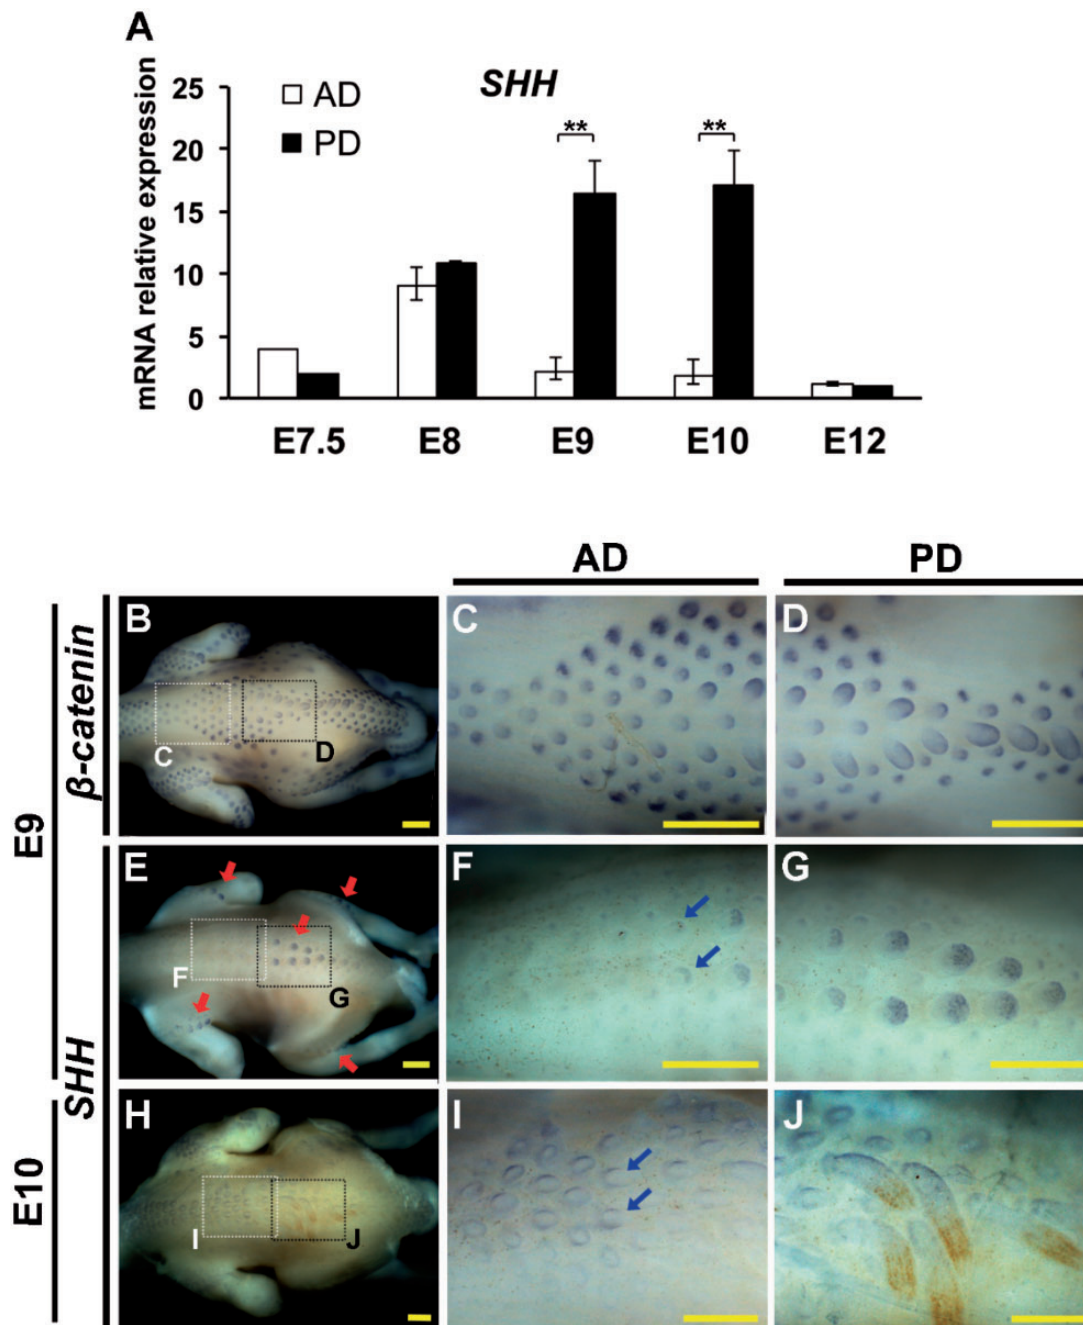 A
SHH
AD
PD
**
**
mRNA relative expression
25
20
15
10
5
0
E7.5 E8 E9 E10 E12
AD PD
E9
β-catenin
B
C
D
C
D
SHH
E
F
G
F
G
E10
H
I
J
I
J